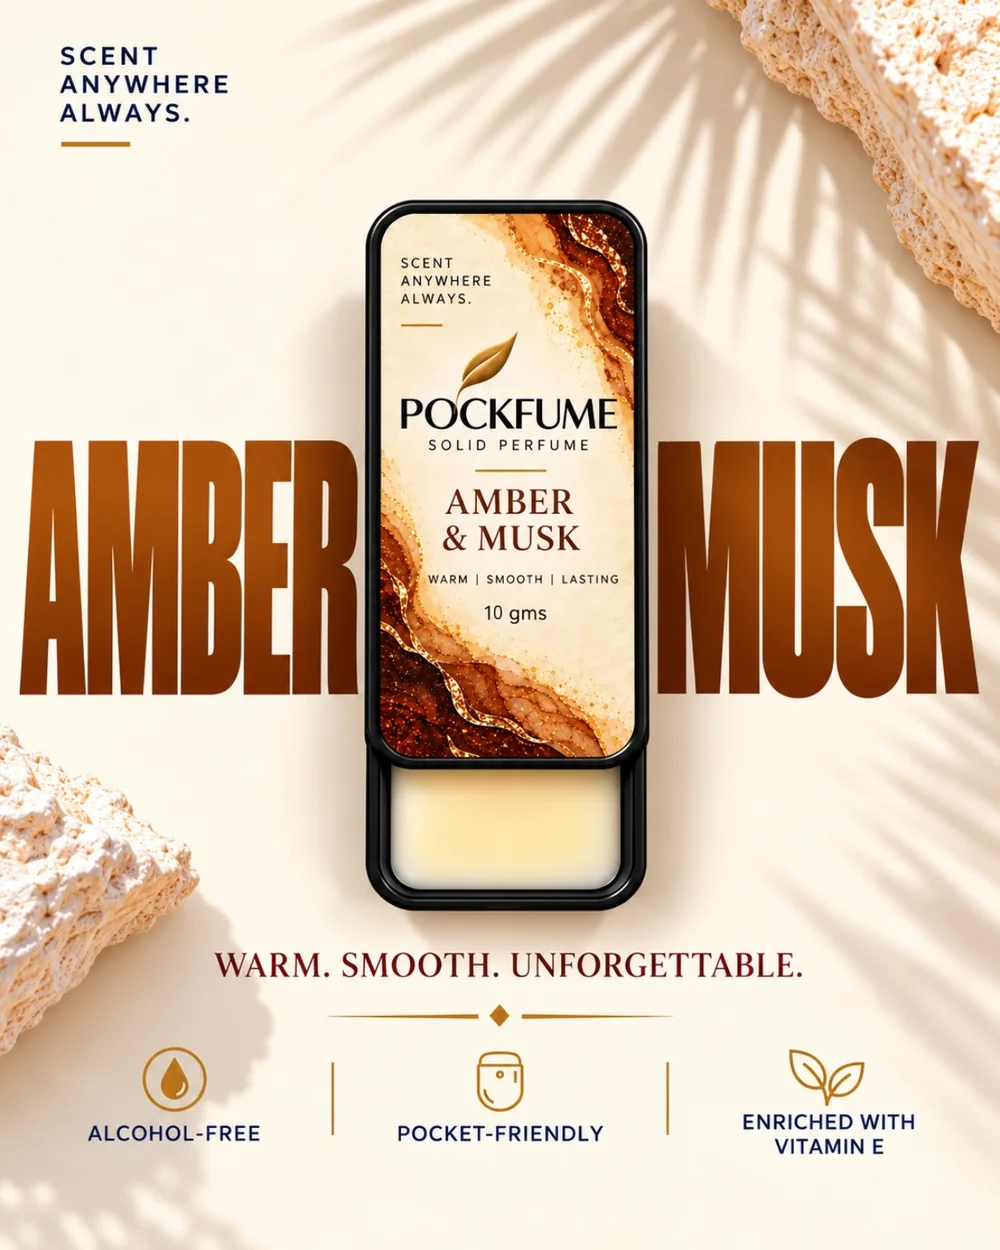 SCENT
ANYWHERE
ALWAYS.
SCENT
ANYWHERE
ALWAYS.
POCKFUME
SOLID PERFUME
AMBER
& MUSK
WARM | SMOOTH | LASTING
10 gms
AMBER MUSK
WARM. SMOOTH. UNFORGETTABLE.
ALCOHOL-FREE
POCKET-FRIENDLY
ENRICHED WITH
VITAMIN E